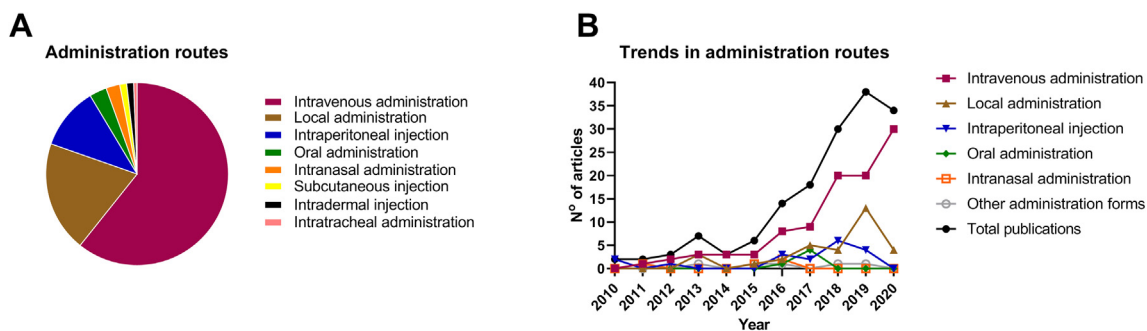 A
Administration routes
Intravenous administration
Local administration
Intraperitoneal injection
Oral administration
Intranasal administration
Subcutaneous injection
Intradermal injection
Intratracheal administration
B
Trends in administration routes
N° of articles
40
35
30
25
20
15
10
5
0
2010
2011
2012
2013
2014
2015
2016
2017
2018
2019
2020
Year
Intravenous administration
Local administration
Intraperitoneal injection
Oral administration
Intranasal administration
Other administration forms
Total publications